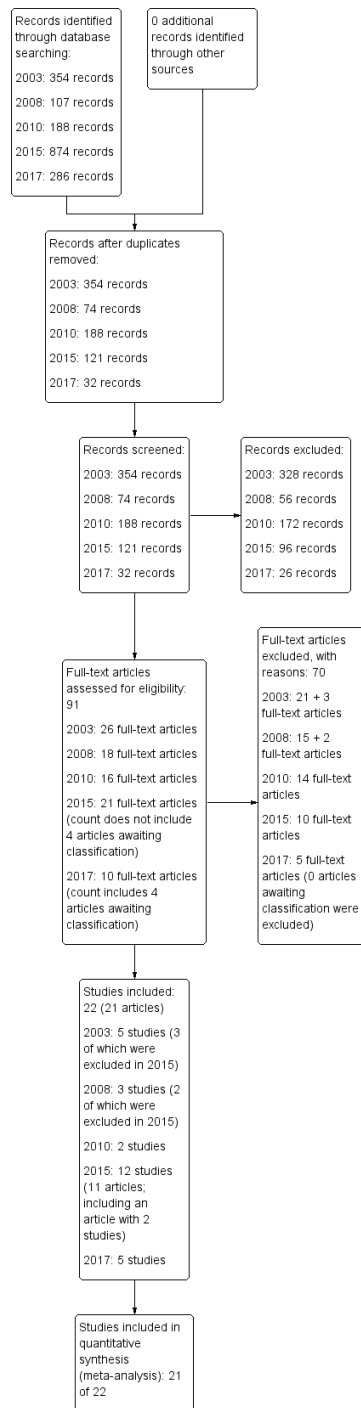 Records identified
through database
searching:
2003: 354 records
2008: 107 records
2010: 188 records
2015: 874 records
2017: 286 records
0 additional
records identified
through other
sources
Records after duplicates
removed:
2003: 354 records
2008: 74 records
2010: 188 records
2015: 121 records
2017: 32 records
Records screened:
2003: 354 records
2008: 74 records
2010: 188 records
2015: 121 records
2017: 32 records
Records excluded:
2003: 328 records
2008: 56 records
2010: 172 records
2015: 96 records
2017: 26 records
Full-text articles
assessed for eligibility:
91
2003: 26 full-text articles
2008: 18 full-text articles
2010: 16 full-text articles
2015: 21 full-text articles
(count does not include
4 articles awaiting
classification)
2017: 10 full-text articles
(count includes 4
articles awaiting
classification)
Full-text articles
excluded, with
reasons: 70
2003: 21 + 3
full-text articles
2008: 15 + 2
full-text articles
2010: 14 full-text
articles
2015: 10 full-text
articles
2017: 5 full-text
articles (0 articles
awaiting
classification were
excluded)
Studies included:
22 (21 articles)
2003: 5 studies (3
of which were
excluded in 2015)
2008: 3 studies (2
of which were
excluded in 2015)
2010: 2 studies
2015: 12 studies
(11 articles;
including an
article with 2
studies)
2017: 5 studies
Studies included in
quantitative
synthesis
(meta-analysis): 21
of 22